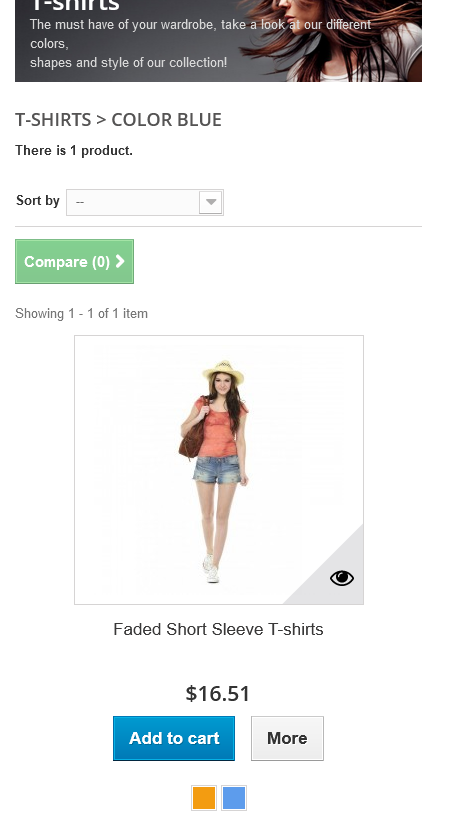 T-shirts
The must have of your wardrobe, take a look at our different
colors,
shapes and style of our collection!
T-SHIRTS > COLOR BLUE
There is 1 product.
Sort by --
Compare (0)
Showing 1 - 1 of 1 item
Faded Short Sleeve T-shirts
$16.51
Add to cart More